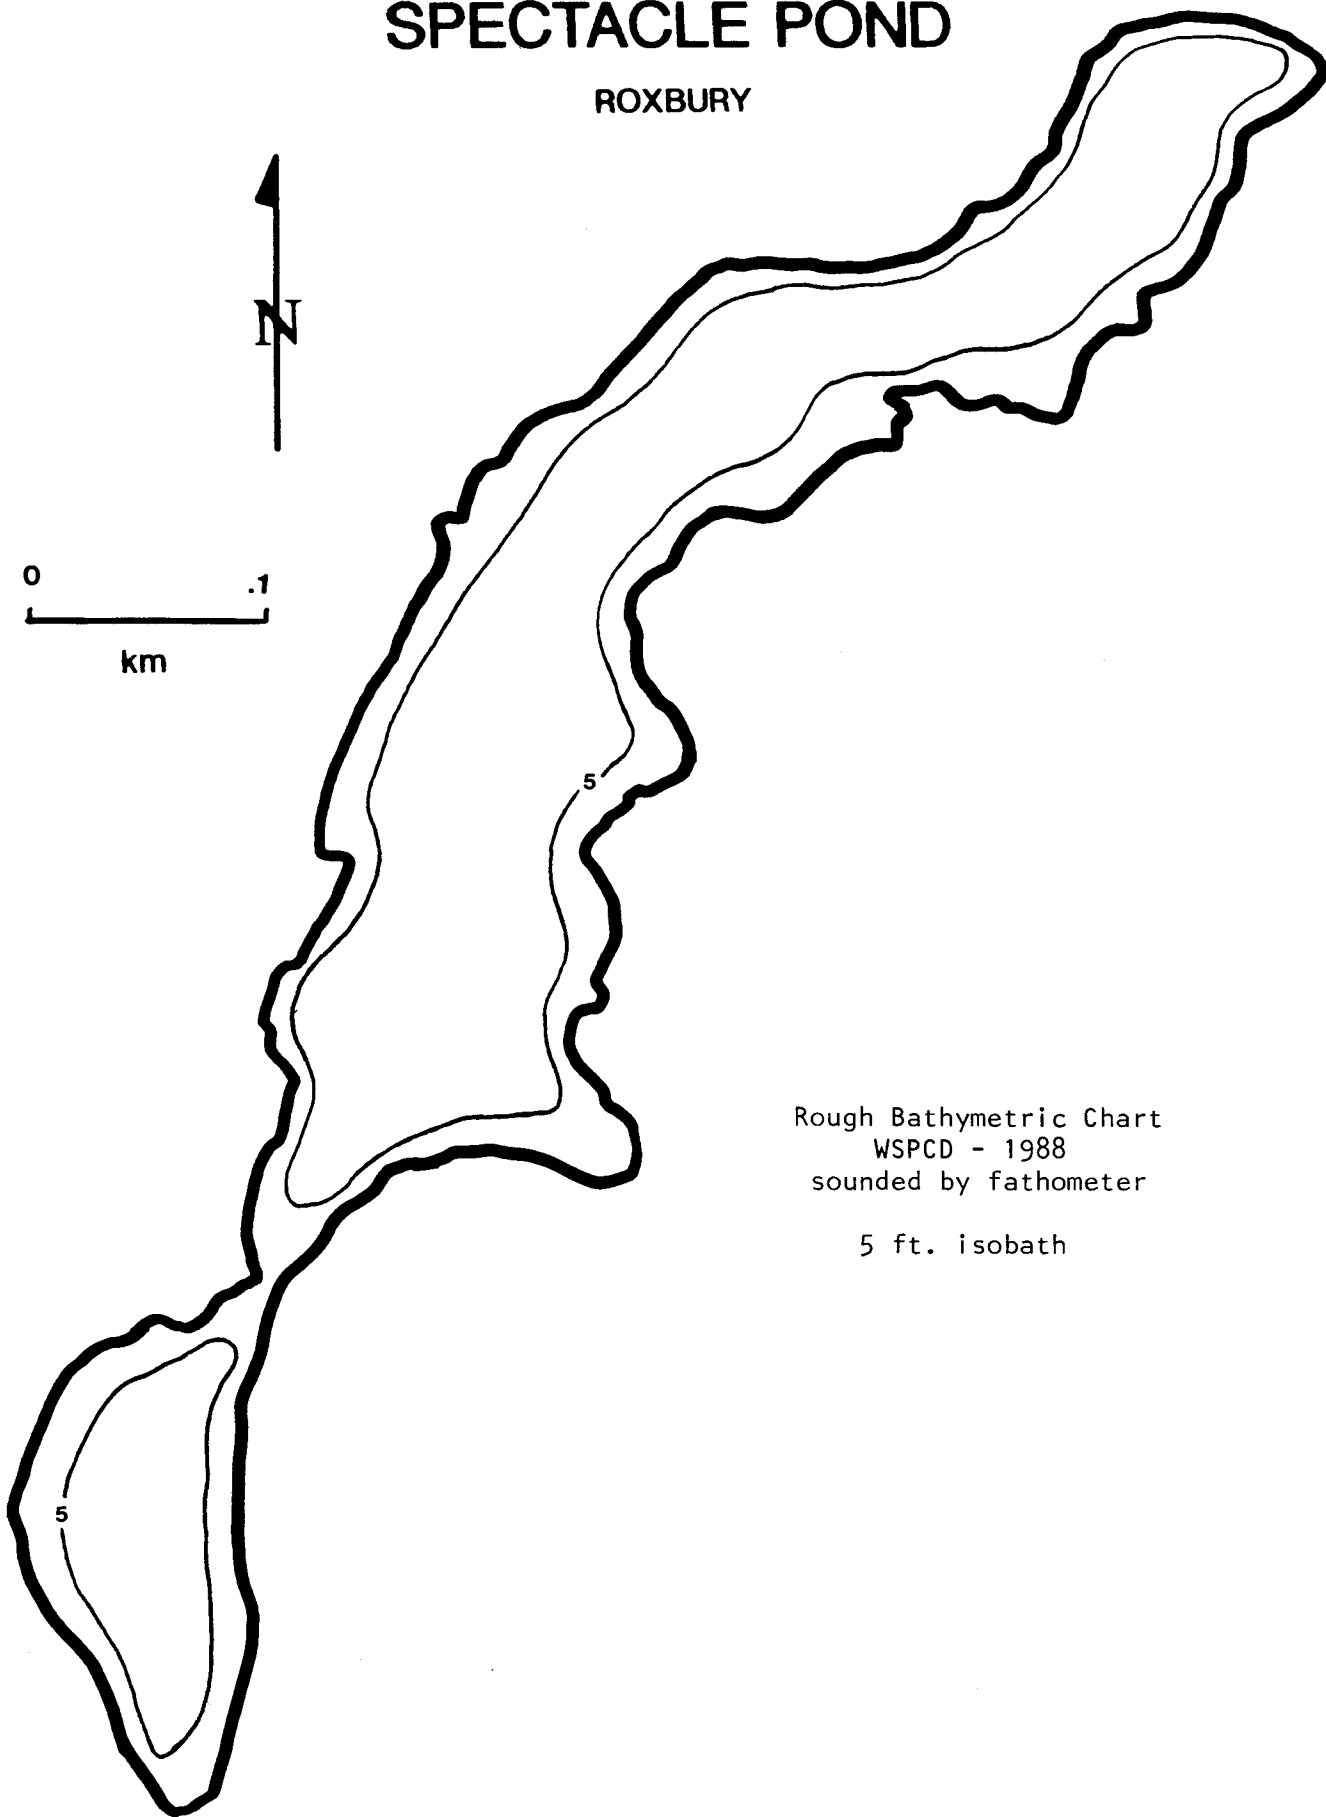 SPECTACLE POND
ROXBURY
N
0 .1
km
5
Rough Bathymetric Chart
WSPCD - 1988
sounded by fathometer
5 ft. isobath
5